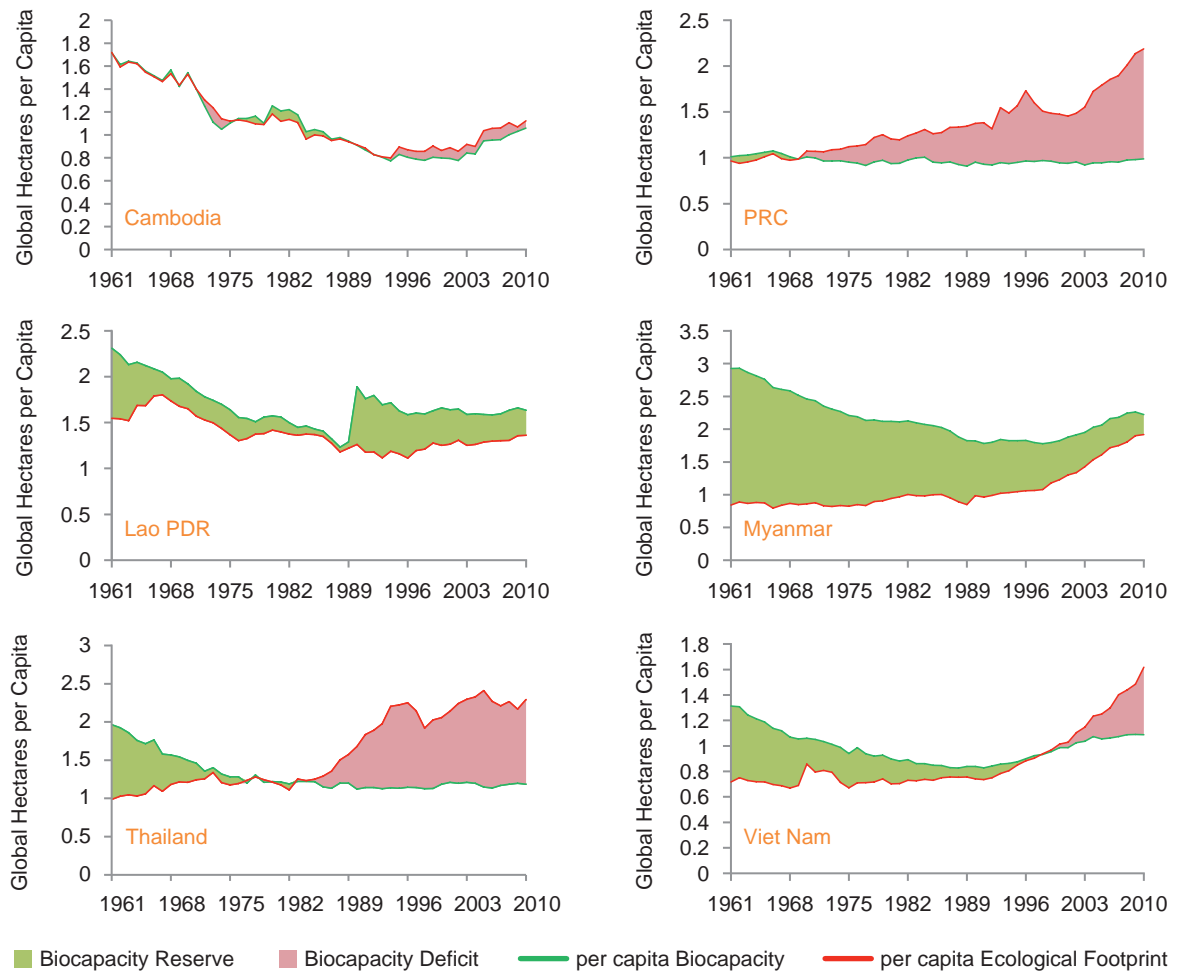 Global Hectares per Capita
2
1.8
1.6
1.4
1.2
1
0.8
0.6
0.4
0.2
0
Cambodia
1961 1968 1975 1982 1989 1996 2003 2010
Global Hectares per Capita
2.5
2
1.5
1
0.5
0
PRC
1961 1968 1975 1982 1989 1996 2003 2010
Global Hectares per Capita
2.5
2
1.5
1
0.5
0
Lao PDR
1961 1968 1975 1982 1989 1996 2003 2010
Global Hectares per Capita
3.5
3
2.5
2
1.5
1
0.5
0
Myanmar
1961 1968 1975 1982 1989 1996 2003 2010
Global Hectares per Capita
3
2.5
2
1.5
1
0.5
0
Thailand
1961 1968 1975 1982 1989 1996 2003 2010
Global Hectares per Capita
1.8
1.6
1.4
1.2
1
0.8
0.6
0.4
0.2
0
Viet Nam
1961 1968 1975 1982 1989 1996 2003 2010
Biocapacity Reserve Biocapacity Deficit per capita Biocapacity per capita Ecological Footprint